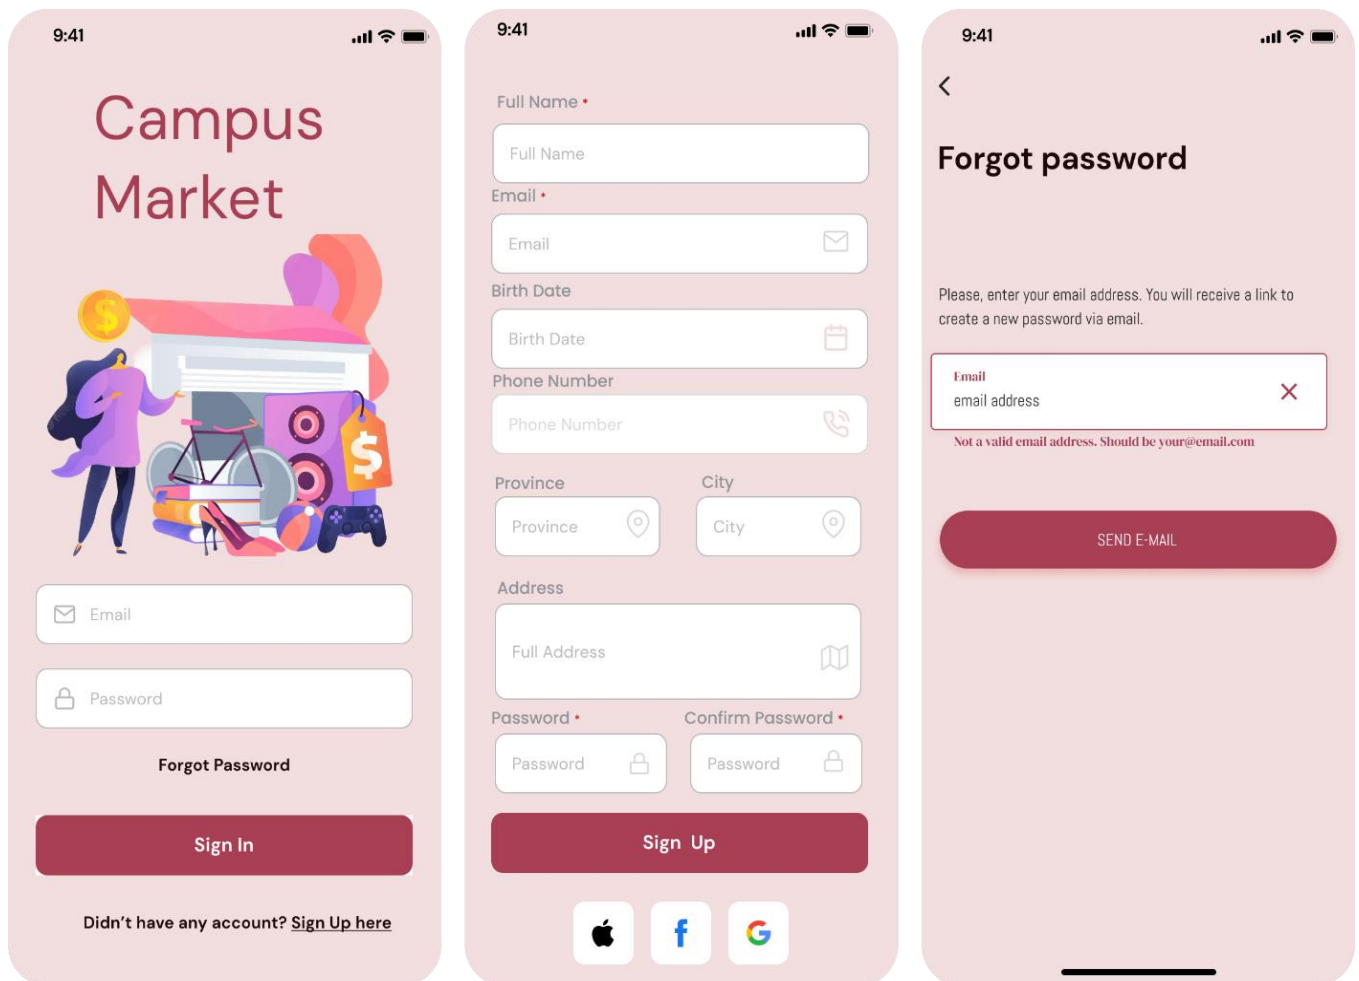 9:41
Campus
Market
$
$
Email
Password
Forgot Password
Sign In
Didn't have any account? Sign Up here
9:41
Full Name •
Full Name
Email •
Email
Birth Date
Birth Date
Phone Number
Phone Number
Province
City
Province
City
Address
Full Address
Password •
Confirm Password •
Password
Password
Sign Up
9:41
Forgot password
Please, enter your email address. You will receive a link to
create a new password via email.
Email
email address
Not a valid email address. Should be your@email.com
SEND E-MAIL